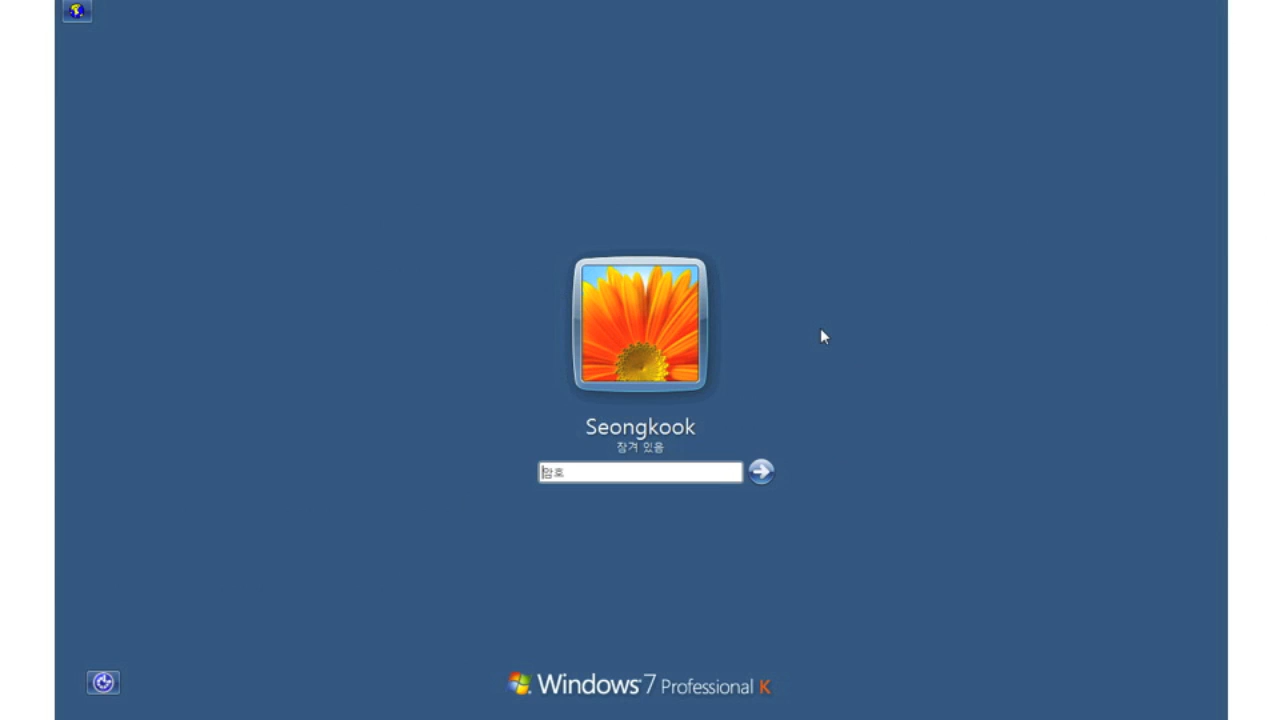 Seongkook
잠겨 있음
암호
Windows 7 Professional K